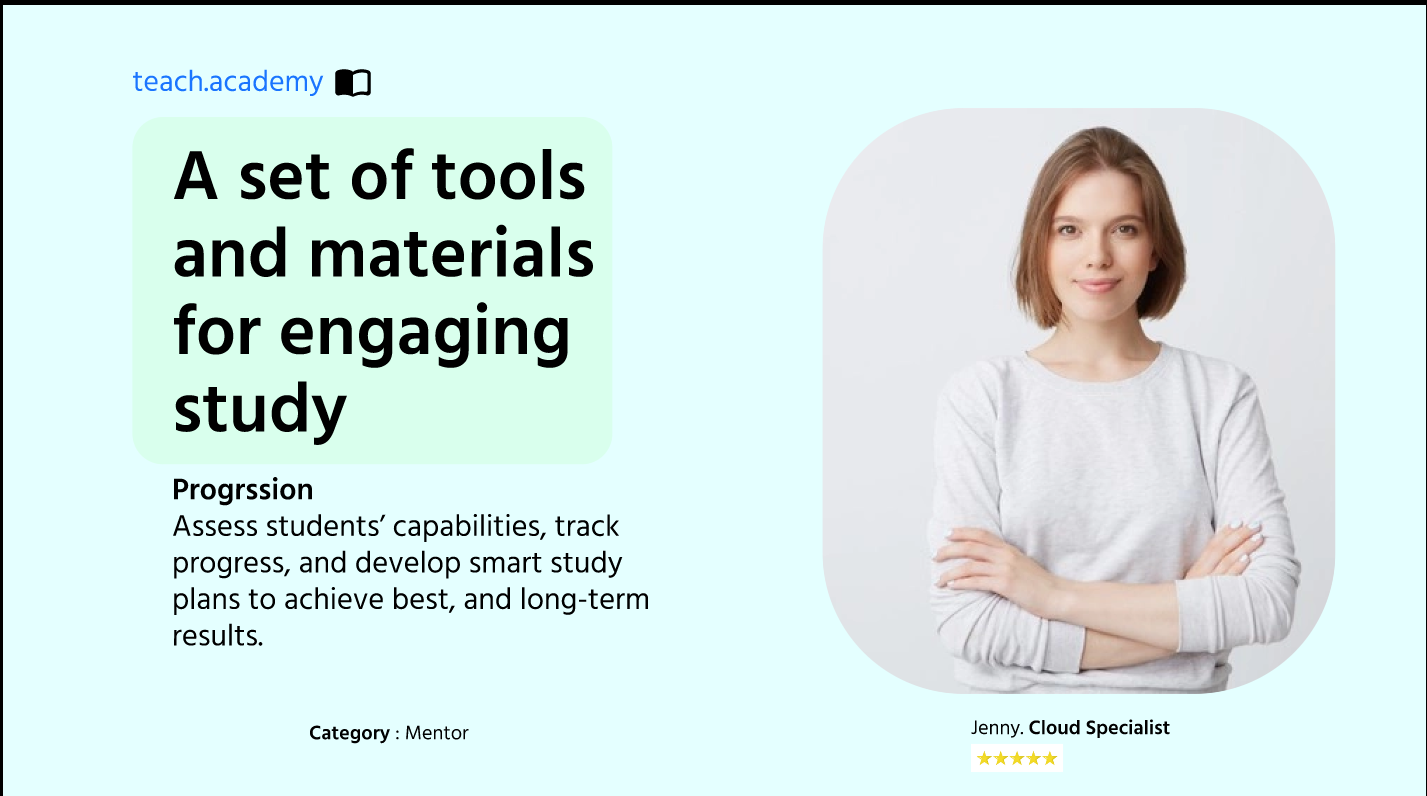 teach.academy
A set of tools
and materials
for engaging
study
Progrssion
Assess students’ capabilities, track
progress, and develop smart study
plans to achieve best, and long-term
results.
Category : Mentor
Jenny. Cloud Specialist